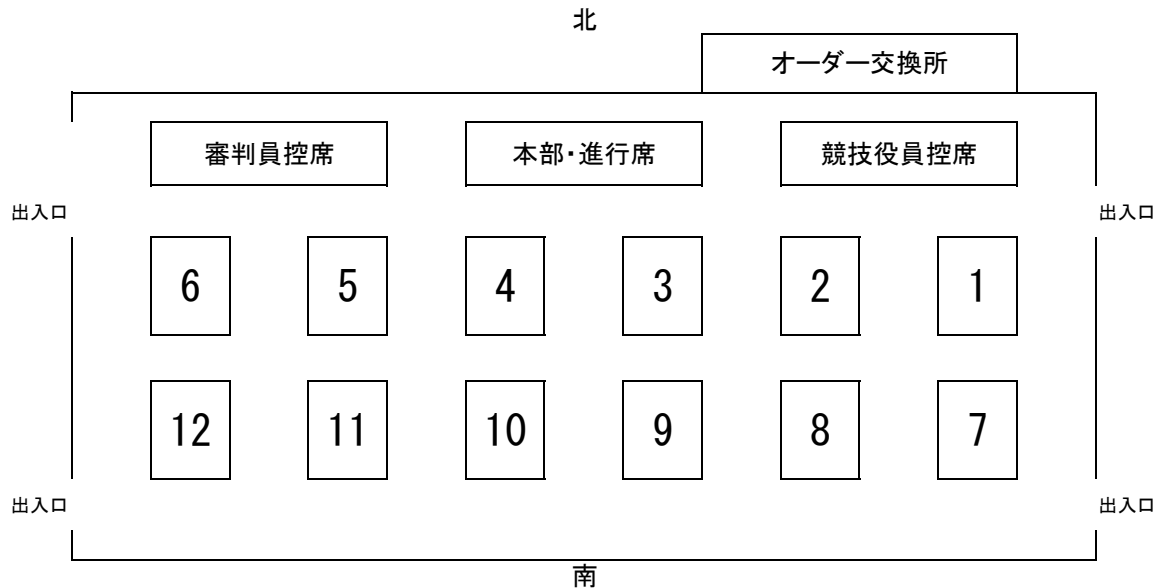 北
オーダー交換所
審判員控席 本部・進行席 競技役員控席
出入口 出入口
6 5 4 3 2 1
12 11 10 9 8 7
出入口 出入口
南